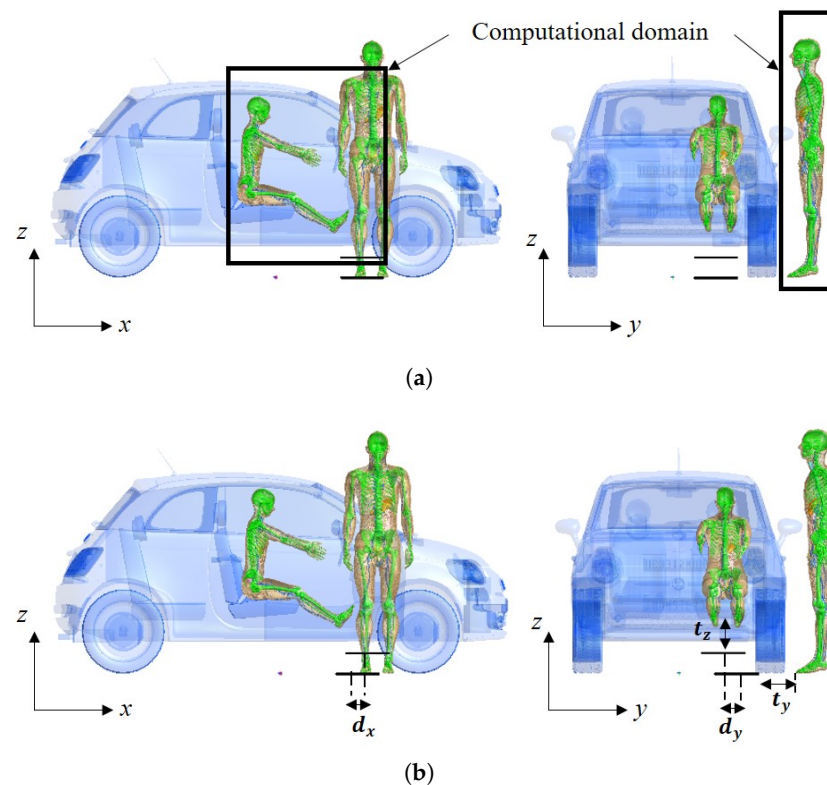 Computational domain
z
x
z
y
(a)
z
x
d_x
z
y
t_z
d_y
t_y
(b)